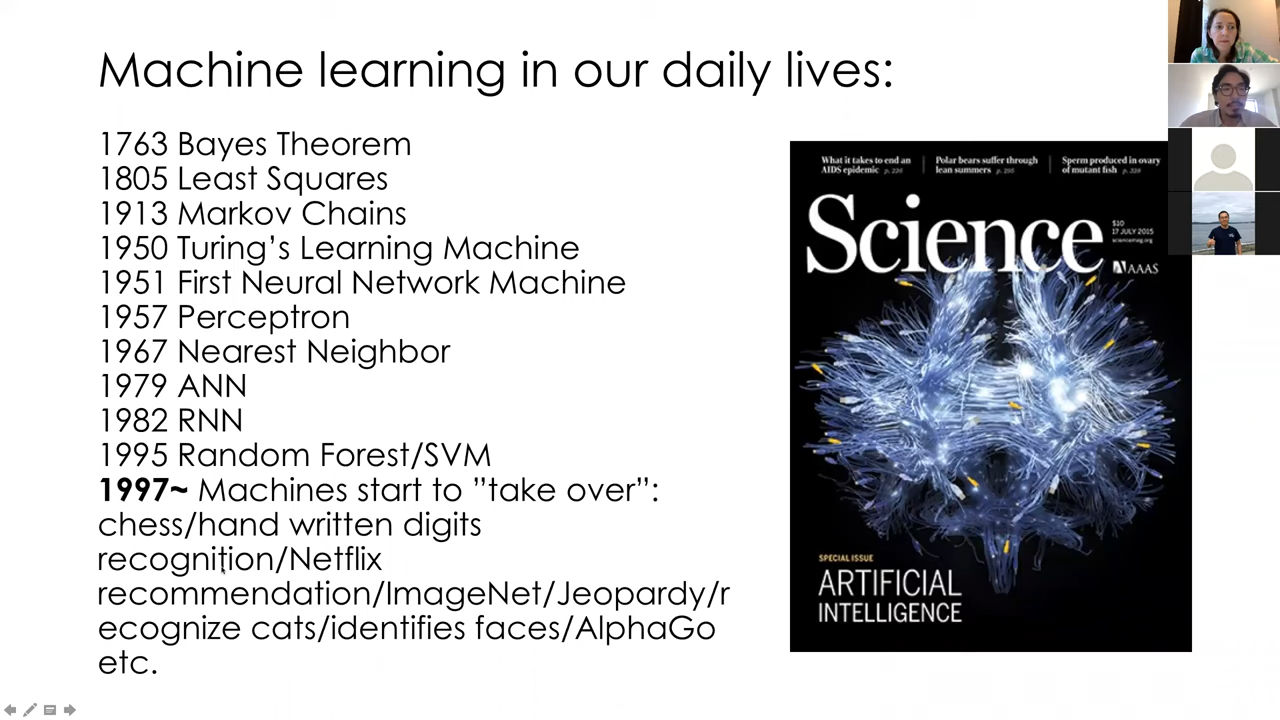 Machine learning in our daily lives:
1763 Bayes Theorem
1805 Least Squares
1913 Markov Chains
1950 Turing’s Learning Machine
1951 First Neural Network Machine
1957 Perceptron
1967 Nearest Neighbor
1979 ANN
1982 RNN
1995 Random Forest/SVM
1997~ Machines start to ”take over”:
chess/hand written digits
recognition/Netflix
recommendation/ImageNet/Jeopardy/r
ecognize cats/identifies faces/AlphaGo
etc.
What it takes to end an
AIDS epidemic p. 226
Polar bears suffer through
lean summers p. 295
Sperm produced in ovary
of mutant fish p. 328
Science
$10
17 JULY 2015
sciencemag.org
AAAS
SPECIAL ISSUE
ARTIFICIAL
INTELLIGENCE